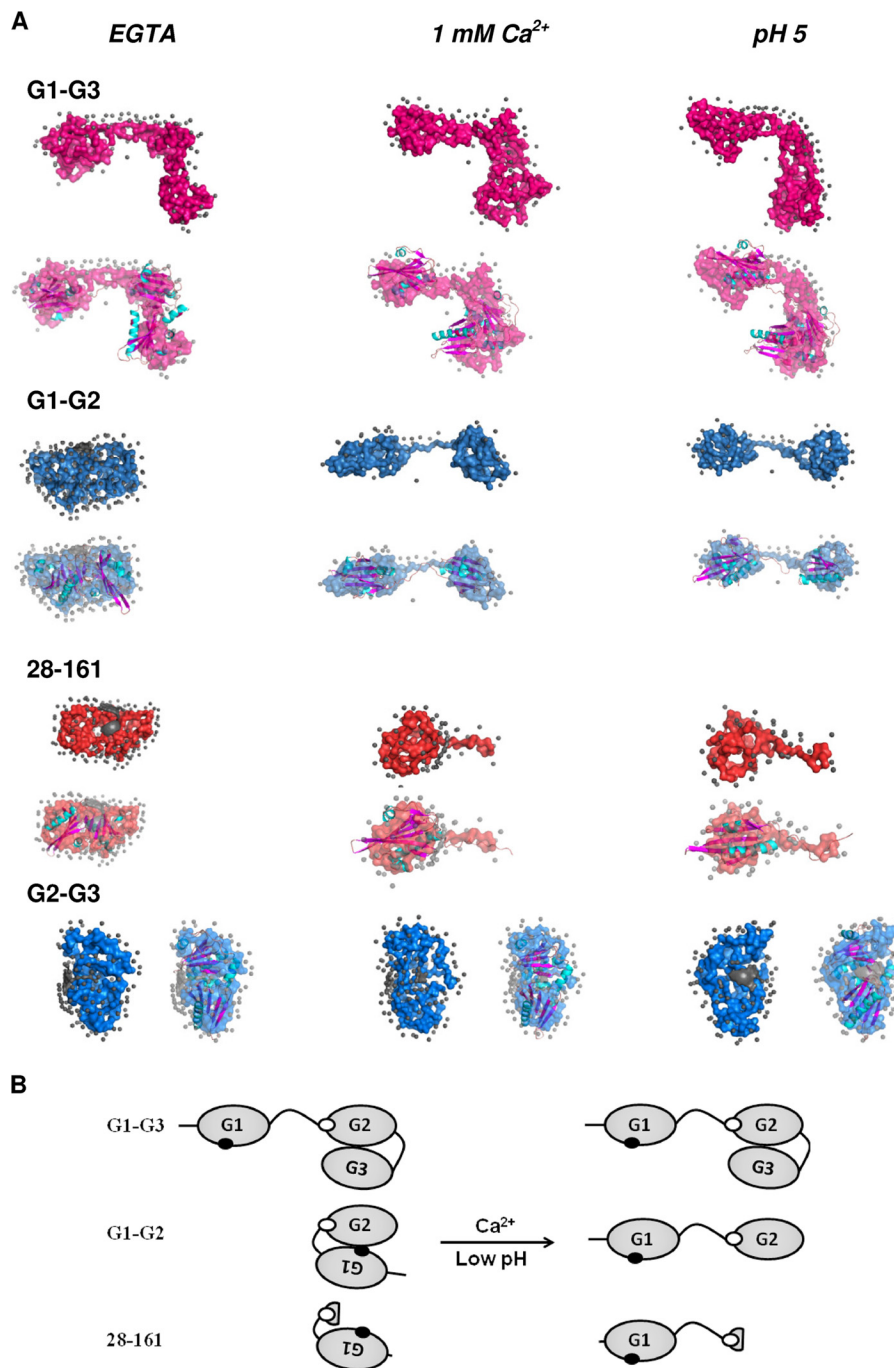 A
EGTA 1 mM Ca²⁺ pH 5
G1-G3
G1-G2
28-161
G2-G3
B
G1-G3 G1 G2 G1 G2
G3 G3
G1-G2 G2 Ca²⁺ G1 G2
G1 Low pH
28-161 G1 G1